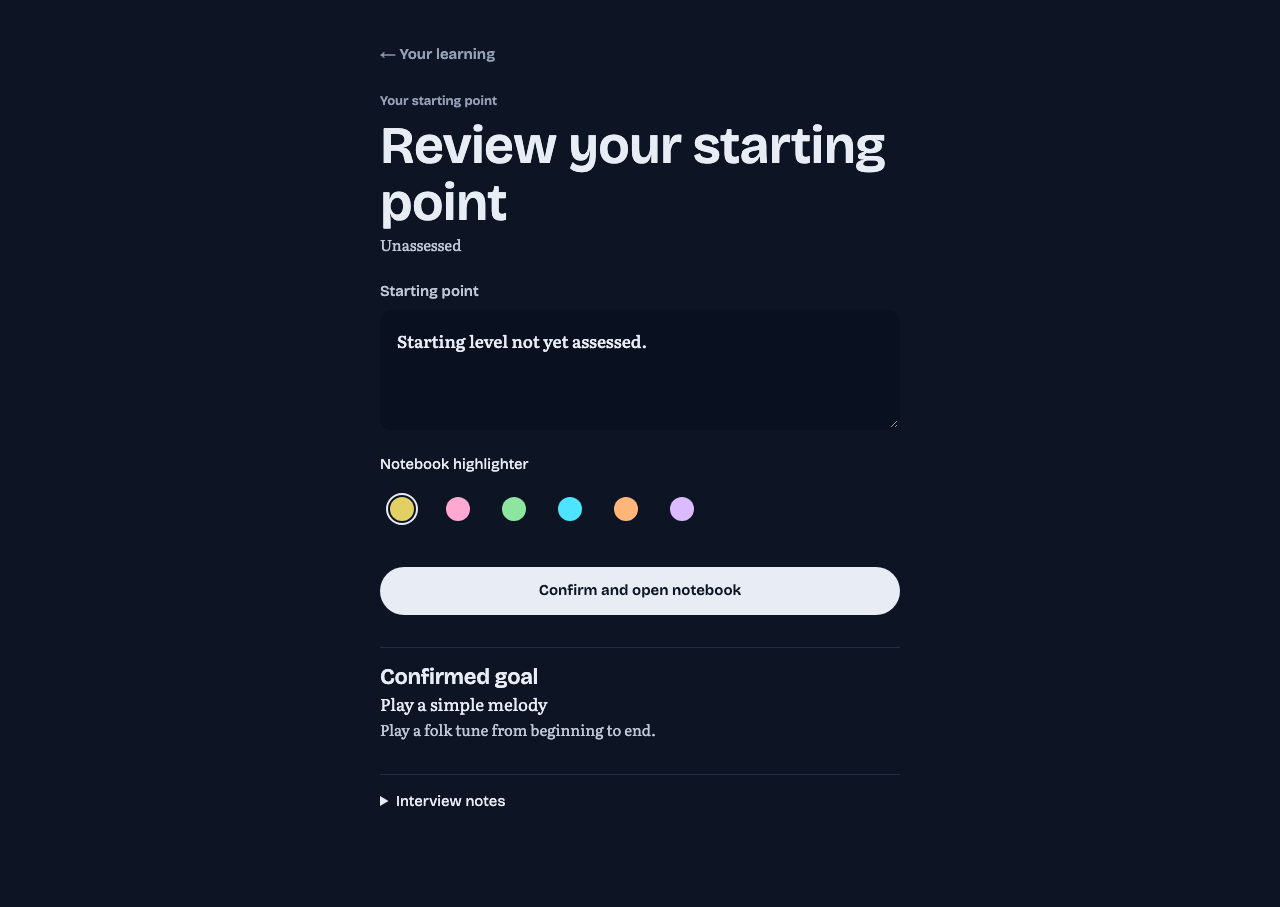 ← Your learning
Your starting point
Review your starting
point
Unassessed
Starting point
Starting level not yet assessed.
Notebook highlighter
Confirm and open notebook
Confirmed goal
Play a simple melody
Play a folk tune from beginning to end.
Interview notes